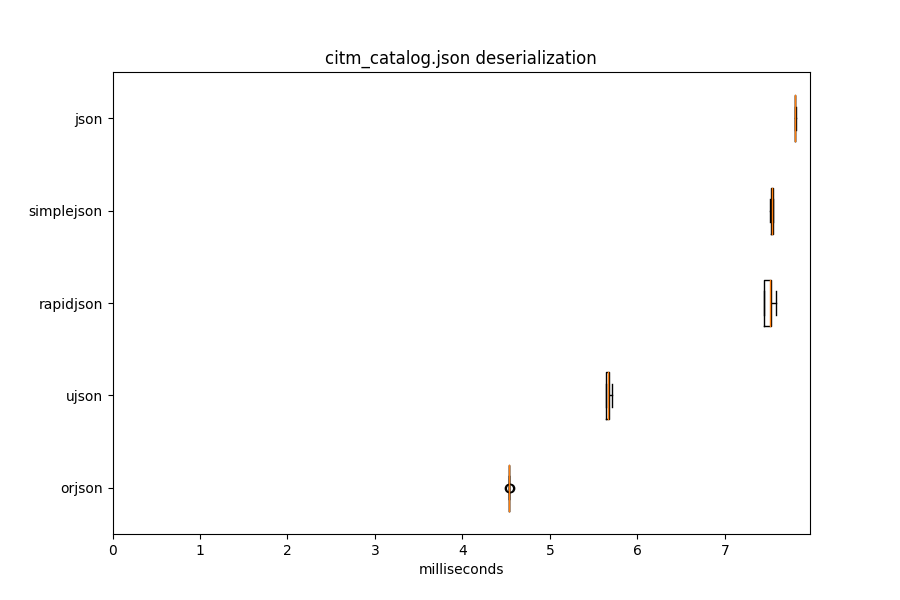 citm_catalog.json deserialization
json
simplejson
rapidjson
ujson
orjson
0 1 2 3 4 5 6 7
milliseconds